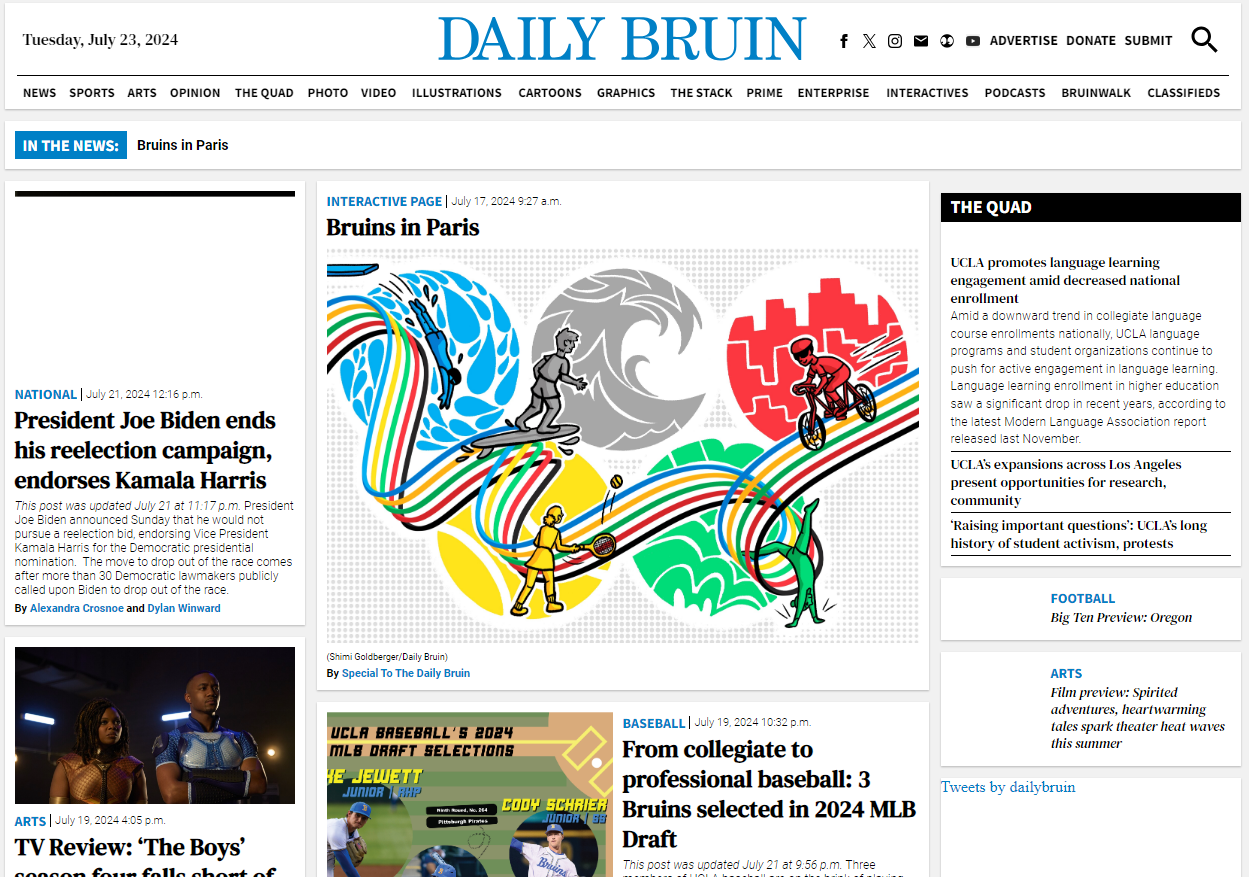 Tuesday, July 23, 2024
DAILY BRUIN
ADVERTISE DONATE SUBMIT
NEWS SPORTS ARTS OPINION THE QUAD PHOTO VIDEO ILLUSTRATIONS CARTOONS GRAPHICS THE STACK PRIME ENTERPRISE INTERACTIVES PODCASTS BRUINWALK CLASSIFIEDS
IN THE NEWS: Bruins in Paris
NATIONAL | July 21, 2024 12:16 p.m.
President Joe Biden ends
his reelection campaign,
endorses Kamala Harris
This post was updated July 21 at 11:17 p.m. President
Joe Biden announced Sunday that he would not
pursue a reelection bid, endorsing Vice President
Kamala Harris for the Democratic presidential
nomination.  The move to drop out of the race comes
after more than 30 Democratic lawmakers publicly
called upon Biden to drop out of the race.
By Alexandra Crosnoe and Dylan Winward
ARTS | July 19, 2024 4:05 p.m.
TV Review: ‘The Boys’
season four falls short of
INTERACTIVE PAGE | July 17, 2024 9:27 a.m.
Bruins in Paris
(Shimi Goldberger/Daily Bruin)
By Special To The Daily Bruin
UCLA BASEBALL'S 2024
MLB DRAFT SELECTIONS
KE JEWETT
JUNIOR | RHP
Ninth Round, No. 264
Pittsburgh Pirates
CODY SCHRIER
JUNIOR | SS
Bruins
BASEBALL | July 19, 2024 10:32 p.m.
From collegiate to
professional baseball: 3
Bruins selected in 2024 MLB
Draft
This post was updated July 21 at 9:56 p.m. Three
members of UCLA baseball are on the brink of playing
THE QUAD
UCLA promotes language learning
engagement amid decreased national
enrollment
Amid a downward trend in collegiate language
course enrollments nationally, UCLA language
programs and student organizations continue to
push for active engagement in language learning.
Language learning enrollment in higher education
saw a significant drop in recent years, according to
the latest Modern Language Association report
released last November.
UCLA’s expansions across Los Angeles
present opportunities for research,
community
‘Raising important questions’: UCLA’s long
history of student activism, protests
FOOTBALL
Big Ten Preview: Oregon
ARTS
Film preview: Spirited
adventures, heartwarming
tales spark theater heat waves
this summer
Tweets by dailybruin